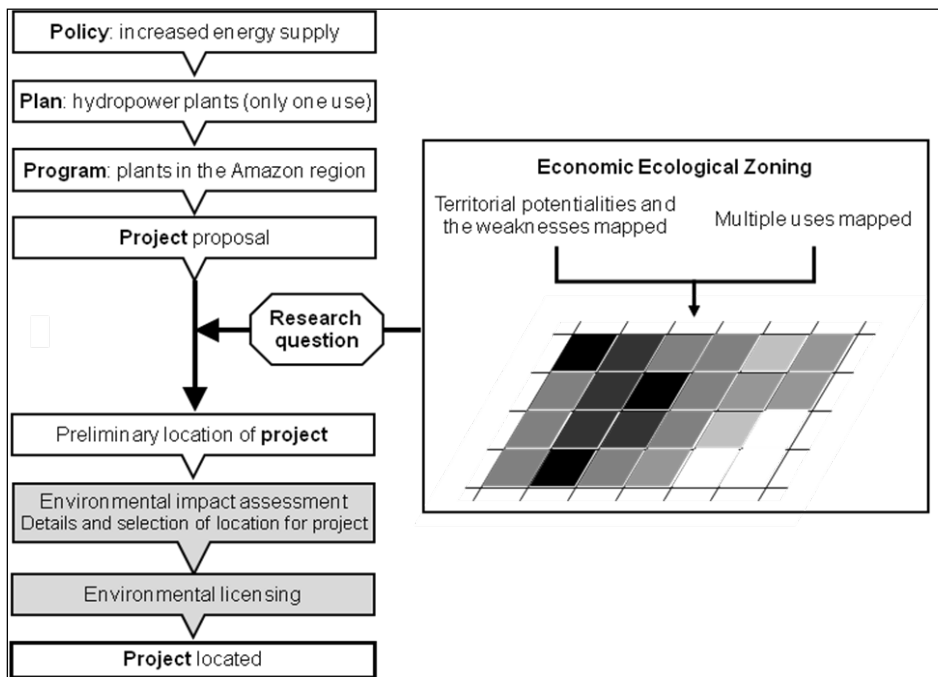 Policy: increased energy supply
Plan: hydropower plants (only one use)
Program: plants in the Amazon region
Project proposal
Research
question
Economic Ecological Zoning
Territorial potentialities and
the weaknesses mapped
Multiple uses mapped
Preliminary location of project
Environmental impact assessment
Details and selection of location for project
Environmental licensing
Project located